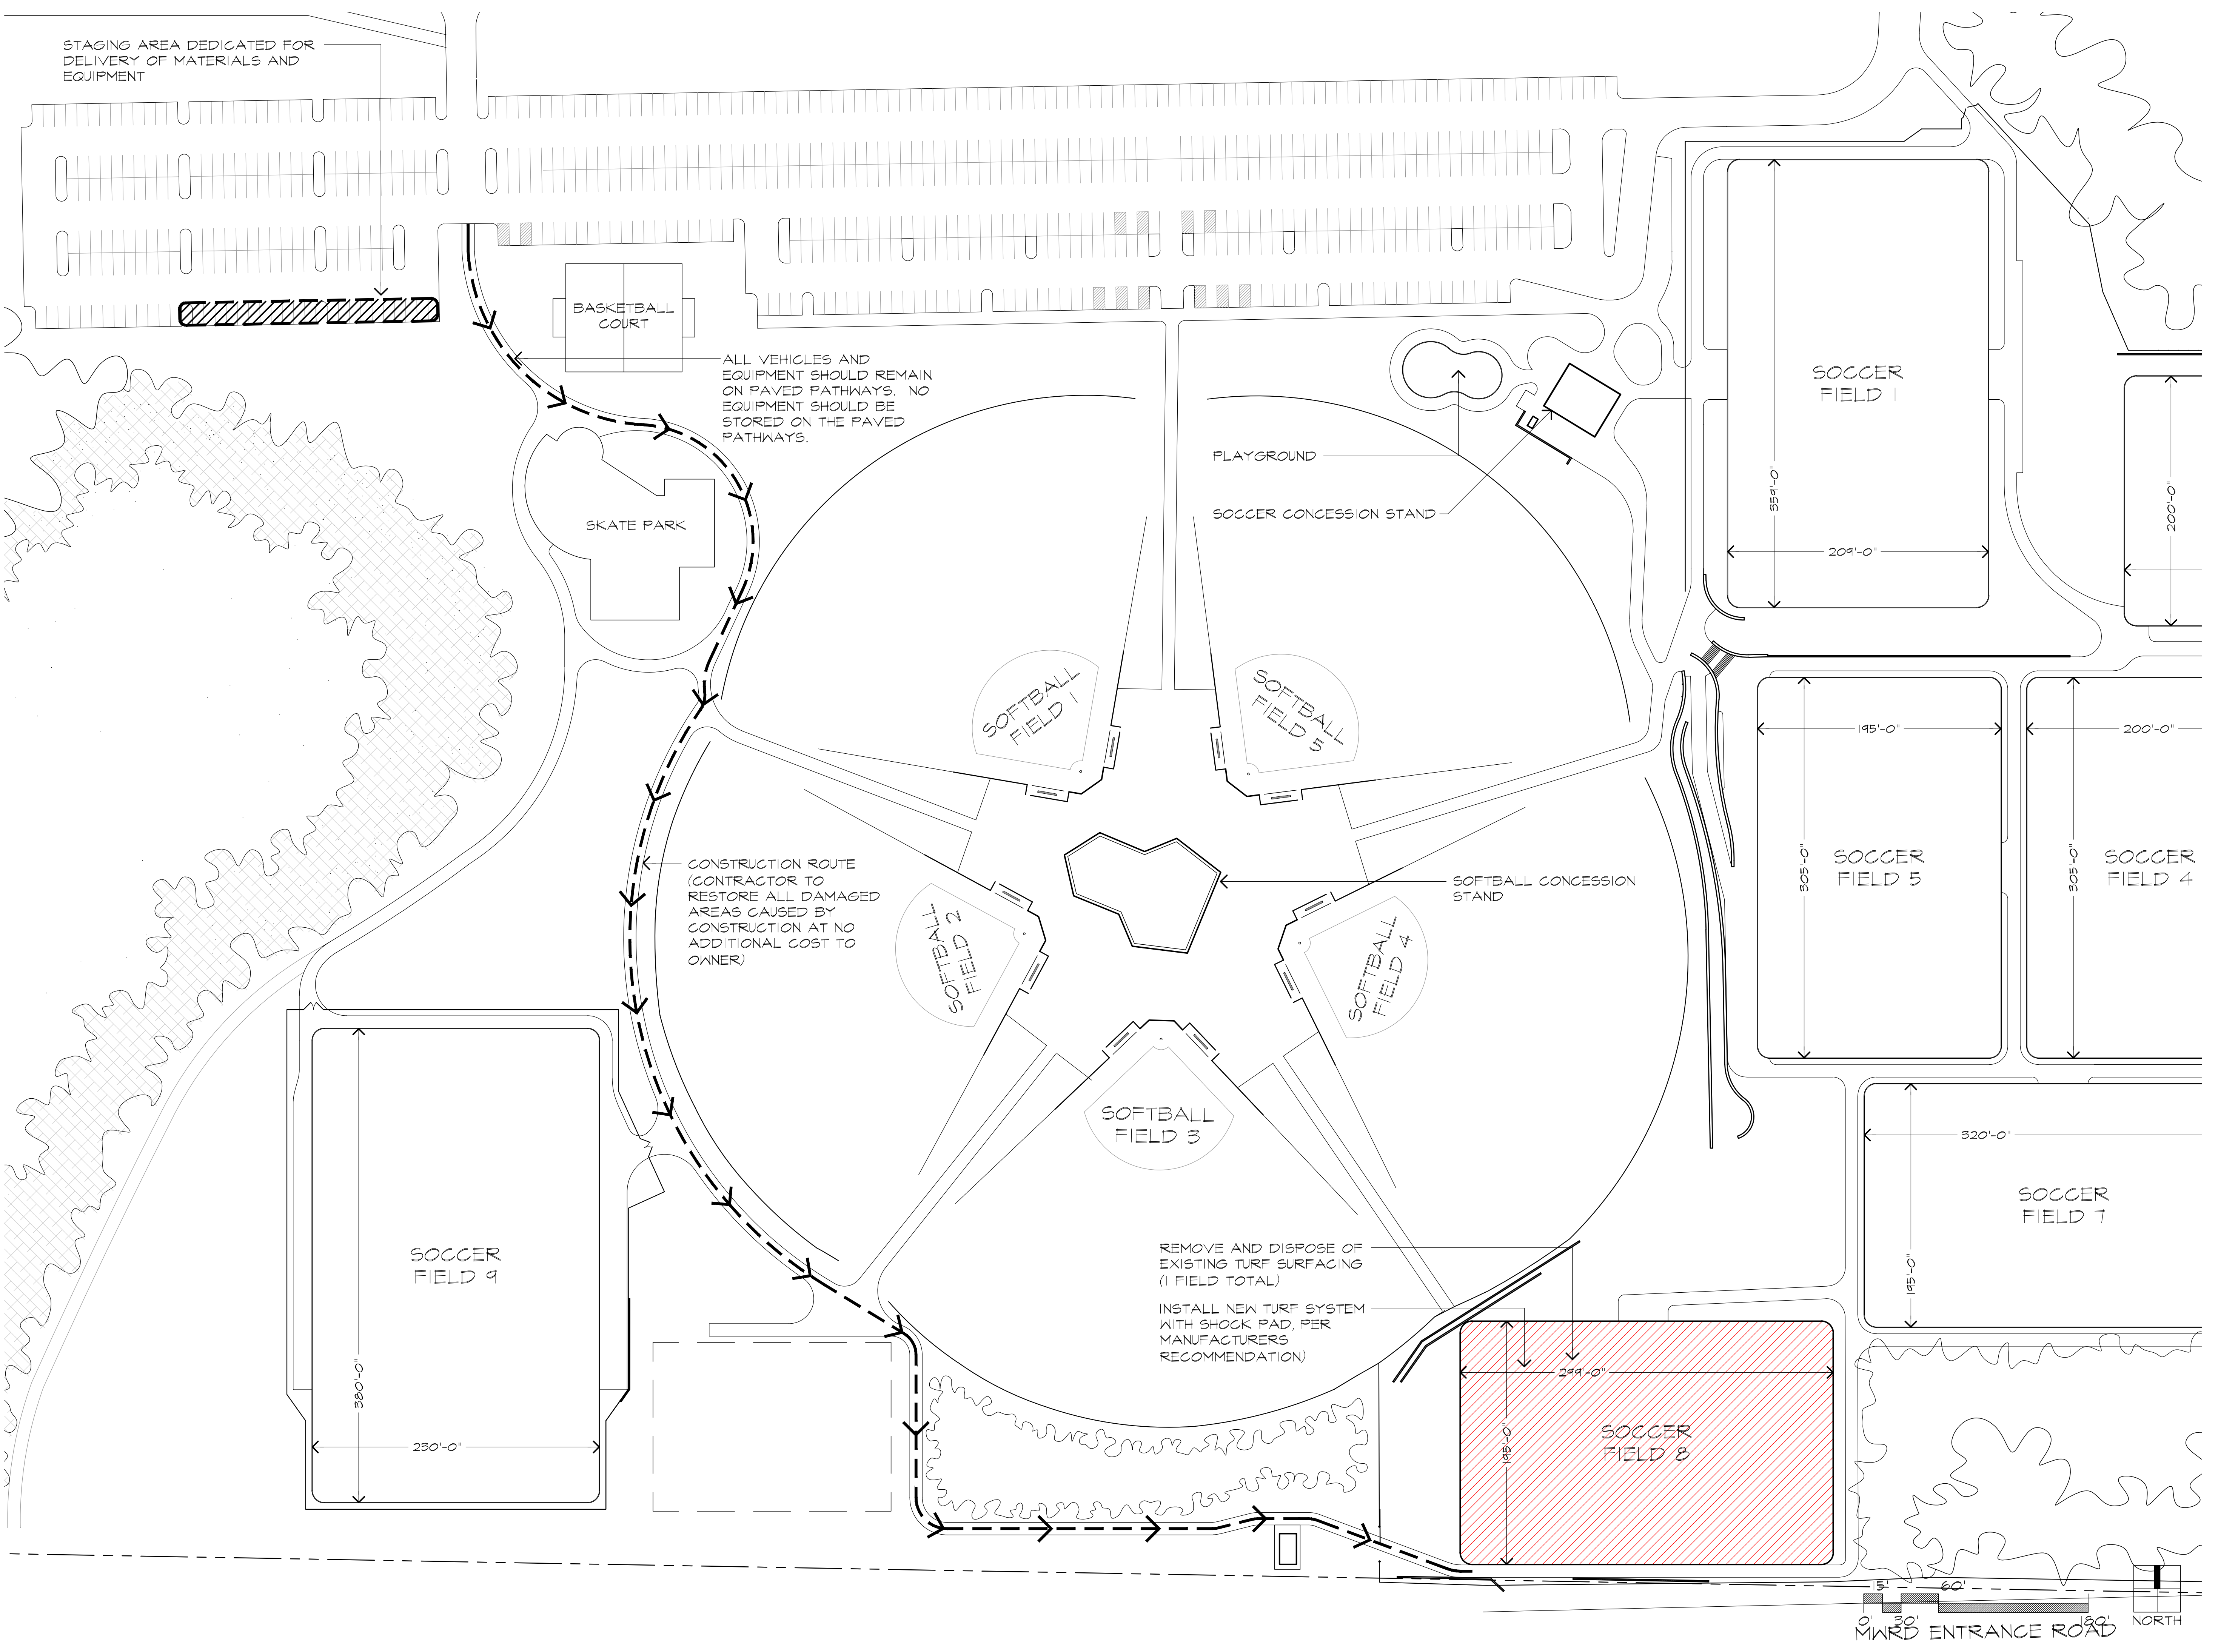 STAGING AREA DEDICATED FOR
DELIVERY OF MATERIALS AND
EQUIPMENT
BASKETBALL
COURT
ALL VEHICLES AND
EQUIPMENT SHOULD REMAIN
ON PAVED PATHWAYS. NO
EQUIPMENT SHOULD BE
STORED ON THE PAVED
PATHWAYS.
SKATE PARK
PLAYGROUND
SOCCER CONCESSION STAND
SOCCER
FIELD 1
359'-0"
209'-0"
200'-0"
SOFTBALL
FIELD 1
SOFTBALL
FIELD 5
195'-0"
200'-0"
305'-0"
SOCCER
FIELD 5
305'-0"
SOCCER
FIELD 4
CONSTRUCTION ROUTE
(CONTRACTOR TO
RESTORE ALL DAMAGED
AREAS CAUSED BY
CONSTRUCTION AT NO
ADDITIONAL COST TO
OWNER)
SOFTBALL CONCESSION
STAND
SOFTBALL
FIELD 2
SOFTBALL
FIELD 4
SOFTBALL
FIELD 3
320'-0"
SOCCER
FIELD 7
195'-0"
SOCCER
FIELD 9
380'-0"
230'-0"
REMOVE AND DISPOSE OF
EXISTING TURF SURFACING
(1 FIELD TOTAL)
INSTALL NEW TURF SYSTEM
WITH SHOCK PAD, PER
MANUFACTURERS
RECOMMENDATION)
299'-0"
195'-0"
SOCCER
FIELD 8
15'
60'
0'
30'
180'
NORTH
MWRD ENTRANCE ROAD